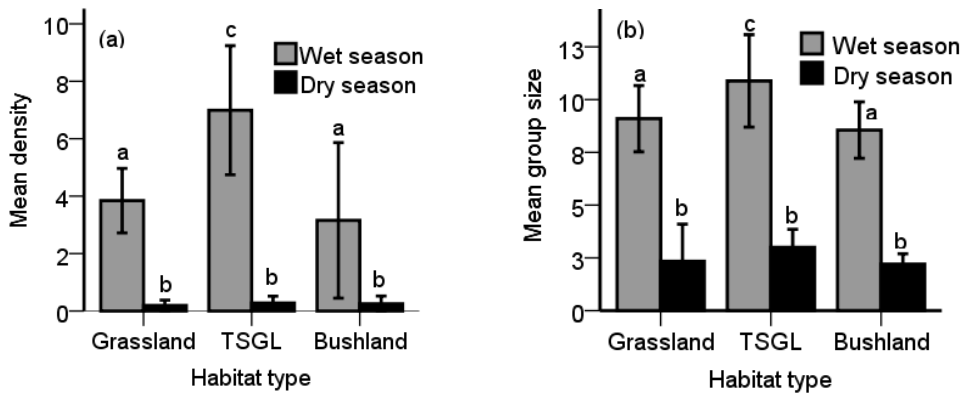 (a)
Wet season
Dry season
Mean density
10
8
6
4
2
0
a
b
c
b
a
b
Grassland TSGL Bushland
Habitat type
(b)
Wet season
Dry season
Mean group size
13
10
8
5
3
0
a
b
c
b
a
b
Grassland TSGL Bushland
Habitat type